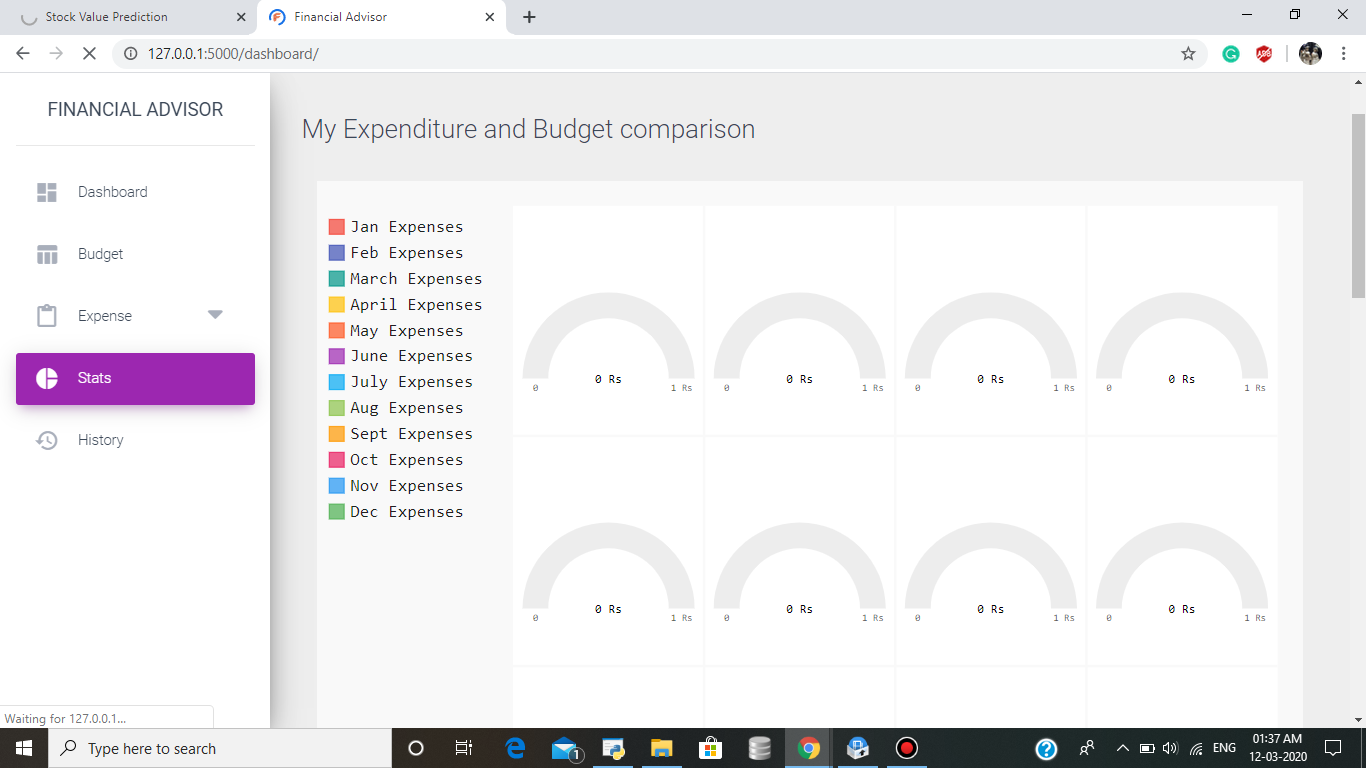 Stock Value Prediction
Financial Advisor
127.0.0.1:5000/dashboard/
FINANCIAL ADVISOR
Dashboard
Budget
Expense
Stats
History
My Expenditure and Budget comparison
Jan Expenses
Feb Expenses
March Expenses
April Expenses
May Expenses
June Expenses
July Expenses
Aug Expenses
Sept Expenses
Oct Expenses
Nov Expenses
Dec Expenses
0 Rs
0 1 Rs
0 Rs
0 1 Rs
0 Rs
0 1 Rs
0 Rs
0 1 Rs
0 Rs
0 1 Rs
0 Rs
0 1 Rs
0 Rs
0 1 Rs
0 Rs
0 1 Rs
Waiting for 127.0.0.1...
Type here to search
1
ENG
01:37 AM
12-03-2020